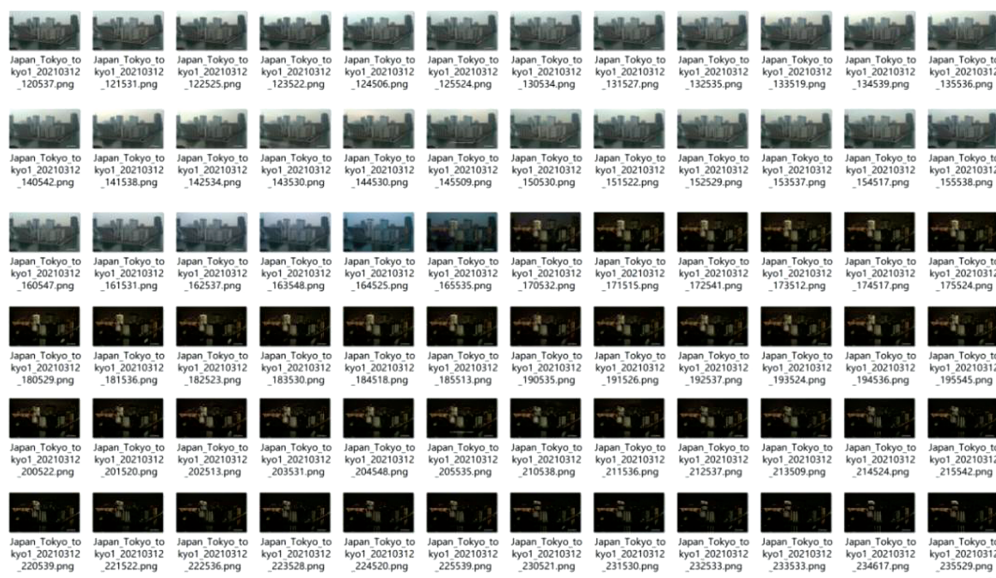 Japan_Tokyo_to
kyo1_20210312
_120537.png
Japan_Tokyo_to
kyo1_20210312
_121531.png
Japan_Tokyo_to
kyo1_20210312
_122525.png
Japan_Tokyo_to
kyo1_20210312
_123522.png
Japan_Tokyo_to
kyo1_20210312
_124506.png
Japan_Tokyo_to
kyo1_20210312
_125524.png
Japan_Tokyo_to
kyo1_20210312
_130534.png
Japan_Tokyo_to
kyo1_20210312
_131527.png
Japan_Tokyo_to
kyo1_20210312
_132535.png
Japan_Tokyo_to
kyo1_20210312
_133519.png
Japan_Tokyo_to
kyo1_20210312
_134539.png
Japan_Tokyo_to
kyo1_20210312
_135536.png
Japan_Tokyo_to
kyo1_20210312
_140542.png
Japan_Tokyo_to
kyo1_20210312
_141538.png
Japan_Tokyo_to
kyo1_20210312
_142534.png
Japan_Tokyo_to
kyo1_20210312
_143530.png
Japan_Tokyo_to
kyo1_20210312
_144530.png
Japan_Tokyo_to
kyo1_20210312
_145509.png
Japan_Tokyo_to
kyo1_20210312
_150530.png
Japan_Tokyo_to
kyo1_20210312
_151522.png
Japan_Tokyo_to
kyo1_20210312
_152529.png
Japan_Tokyo_to
kyo1_20210312
_153537.png
Japan_Tokyo_to
kyo1_20210312
_154517.png
Japan_Tokyo_to
kyo1_20210312
_155538.png
Japan_Tokyo_to
kyo1_20210312
_160547.png
Japan_Tokyo_to
kyo1_20210312
_161531.png
Japan_Tokyo_to
kyo1_20210312
_162537.png
Japan_Tokyo_to
kyo1_20210312
_163548.png
Japan_Tokyo_to
kyo1_20210312
_164525.png
Japan_Tokyo_to
kyo1_20210312
_165535.png
Japan_Tokyo_to
kyo1_20210312
_170532.png
Japan_Tokyo_to
kyo1_20210312
_171515.png
Japan_Tokyo_to
kyo1_20210312
_172541.png
Japan_Tokyo_to
kyo1_20210312
_173512.png
Japan_Tokyo_to
kyo1_20210312
_174517.png
Japan_Tokyo_to
kyo1_20210312
_175524.png
Japan_Tokyo_to
kyo1_20210312
_180529.png
Japan_Tokyo_to
kyo1_20210312
_181536.png
Japan_Tokyo_to
kyo1_20210312
_182523.png
Japan_Tokyo_to
kyo1_20210312
_183530.png
Japan_Tokyo_to
kyo1_20210312
_184518.png
Japan_Tokyo_to
kyo1_20210312
_185513.png
Japan_Tokyo_to
kyo1_20210312
_190535.png
Japan_Tokyo_to
kyo1_20210312
_191526.png
Japan_Tokyo_to
kyo1_20210312
_192537.png
Japan_Tokyo_to
kyo1_20210312
_193524.png
Japan_Tokyo_to
kyo1_20210312
_194536.png
Japan_Tokyo_to
kyo1_20210312
_195545.png
Japan_Tokyo_to
kyo1_20210312
_200522.png
Japan_Tokyo_to
kyo1_20210312
_201520.png
Japan_Tokyo_to
kyo1_20210312
_202513.png
Japan_Tokyo_to
kyo1_20210312
_203531.png
Japan_Tokyo_to
kyo1_20210312
_204548.png
Japan_Tokyo_to
kyo1_20210312
_205535.png
Japan_Tokyo_to
kyo1_20210312
_210538.png
Japan_Tokyo_to
kyo1_20210312
_211536.png
Japan_Tokyo_to
kyo1_20210312
_212537.png
Japan_Tokyo_to
kyo1_20210312
_213509.png
Japan_Tokyo_to
kyo1_20210312
_214524.png
Japan_Tokyo_to
kyo1_20210312
_215542.png
Japan_Tokyo_to
kyo1_20210312
_220539.png
Japan_Tokyo_to
kyo1_20210312
_221522.png
Japan_Tokyo_to
kyo1_20210312
_222536.png
Japan_Tokyo_to
kyo1_20210312
_223528.png
Japan_Tokyo_to
kyo1_20210312
_224520.png
Japan_Tokyo_to
kyo1_20210312
_225539.png
Japan_Tokyo_to
kyo1_20210312
_230521.png
Japan_Tokyo_to
kyo1_20210312
_231530.png
Japan_Tokyo_to
kyo1_20210312
_232533.png
Japan_Tokyo_to
kyo1_20210312
_233533.png
Japan_Tokyo_to
kyo1_20210312
_234617.png
Japan_Tokyo_to
kyo1_20210312
_235529.png